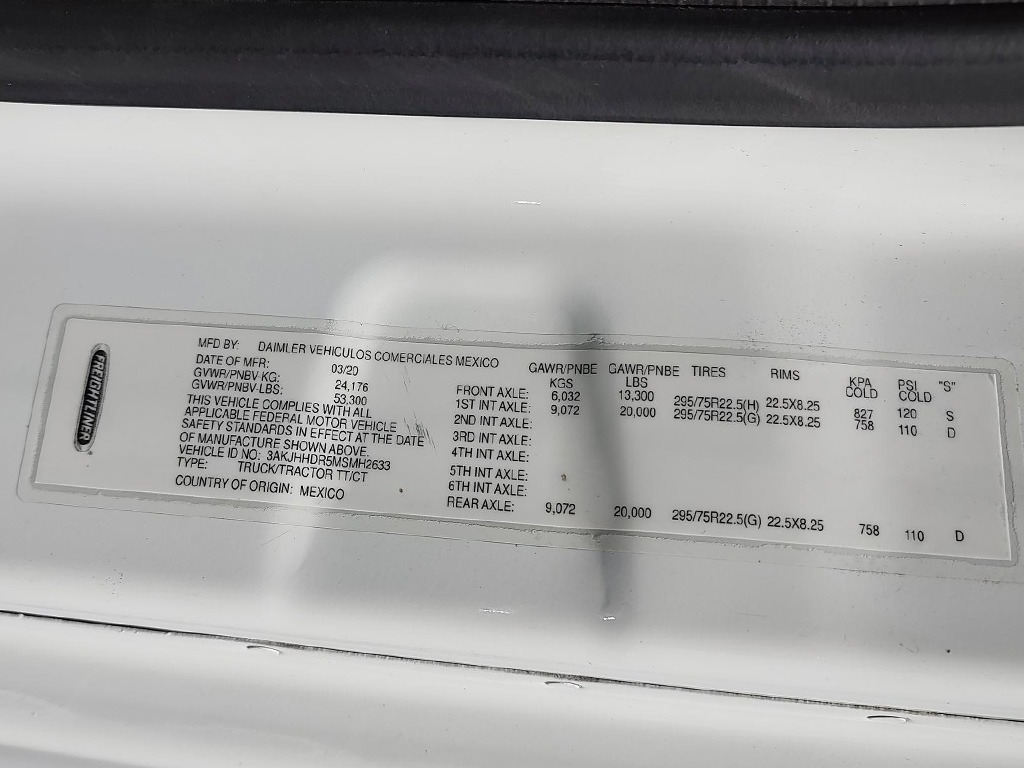 FREIGHTLINER
MFD BY: DAIMLER VEHICULOS COMERCIALES MEXICO
DATE OF MFR: 03/20
GVWR/PNBV-KG: 24,176
GVWR/PNBV-LBS: 53,300
THIS VEHICLE COMPLIES WITH ALL
APPLICABLE FEDERAL MOTOR VEHICLE
SAFETY STANDARDS IN EFFECT AT THE DATE
OF MANUFACTURE SHOWN ABOVE.
VEHICLE ID NO: 3AKJHHDR5MSMH2633
TYPE: TRUCK/TRACTOR TT/CT
COUNTRY OF ORIGIN: MEXICO
GAWR/PNBE GAWR/PNBE TIRES RIMS KPA PSI "S"
KGS LBS COLD COLD
FRONT AXLE: 6,032 13,300 295/75R22.5(H) 22.5X8.25 827 120 S
1ST INT AXLE: 9,072 20,000 295/75R22.5(G) 22.5X8.25 758 110 D
2ND INT AXLE:
3RD INT AXLE:
4TH INT AXLE:
5TH INT AXLE:
6TH INT AXLE:
REAR AXLE: 9,072 20,000 295/75R22.5(G) 22.5X8.25 758 110 D